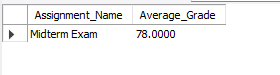 Assignment_Name Average_Grade
Midterm Exam 78.0000